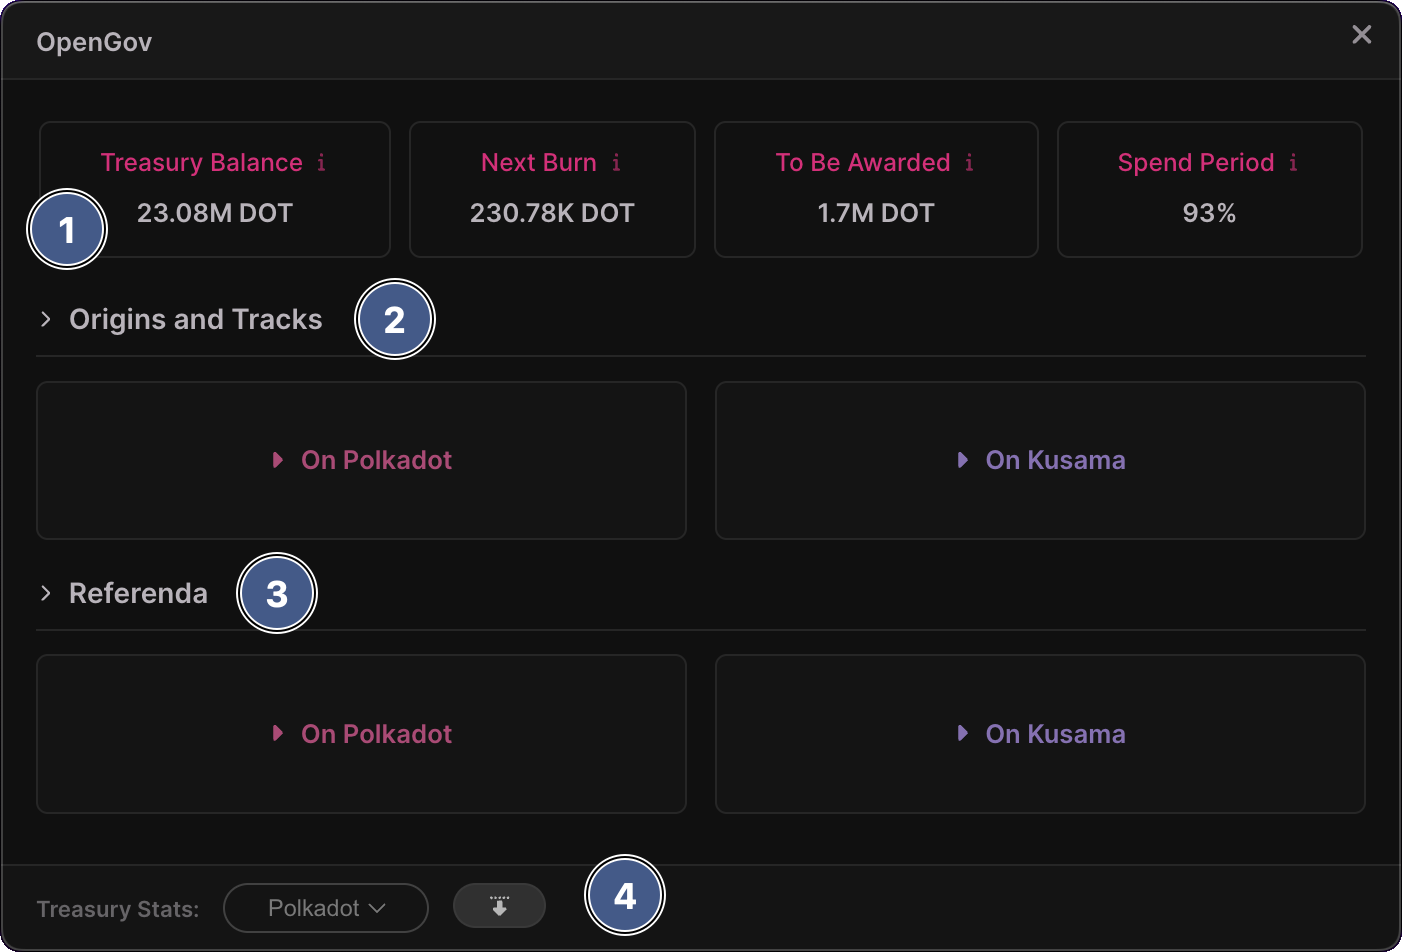 OpenGov
Treasury Balance i
Next Burn i
To Be Awarded i
Spend Period i
23.08M DOT
230.78K DOT
1.7M DOT
93%
1
Origins and Tracks
2
On Polkadot
On Kusama
Referenda
3
On Polkadot
On Kusama
Treasury Stats:
Polkadot
4